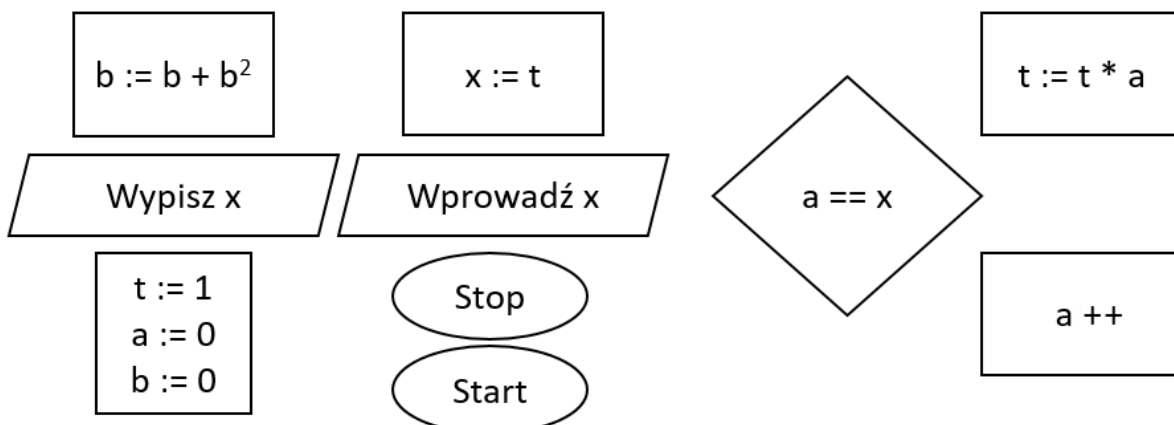 b := b + b²
x := t
t := t * a
Wypisz x
Wprowadź x
a == x
t := 1
a := 0
b := 0
Stop
Start
a ++